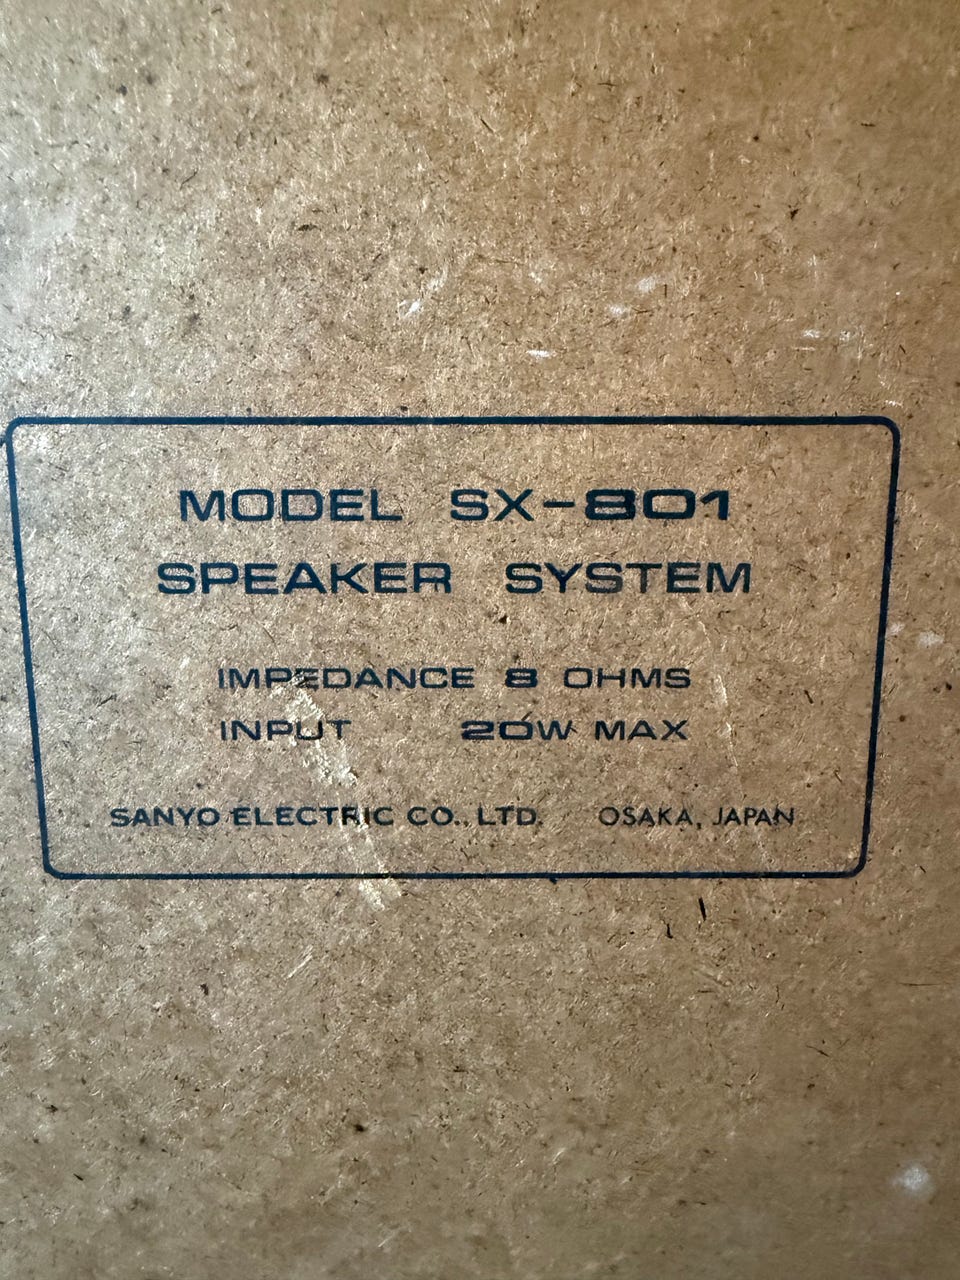 MODEL SX-801
SPEAKER SYSTEM
IMPEDANCE 8 OHMS
INPUT 20W MAX
SANYO ELECTRIC CO., LTD. OSAKA, JAPAN